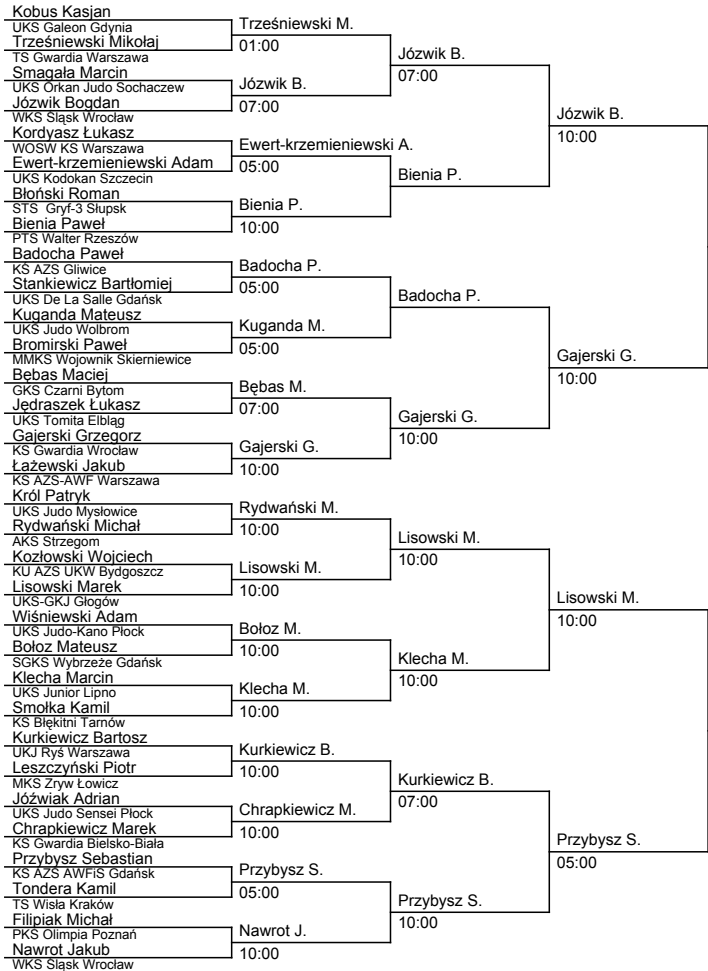 Kobus Kasjan
UKS Galeon Gdynia
Trześniewski Mikołaj
TS Gwardia Warszawa
Smagała Marcin
UKS Orkan Judo Sochaczew
Józwik Bogdan
WKS Śląsk Wrocław
Kordyasz Łukasz
WOSW KS Warszawa
Ewert-krzemieniewski Adam
UKS Kodokan Szczecin
Błoński Roman
STS Gryf-3 Słupsk
Bienia Paweł
PTS Walter Rzeszów
Badocha Paweł
KŚ AZS Gliwice
Stankiewicz Bartłomiej
UKS De La Salle Gdańsk
Kuganda Mateusz
UKS Judo Wolbrom
Bromirski Paweł
MMKS Wojownik Skierniewice
Bębas Maciej
GKS Czarni Bytom
Jędraszek Łukasz
UKS Tomita Elbląg
Gajerski Grzegorz
KS Gwardia Wrocław
Łażewski Jakub
KS AZS-AWF Warszawa
Król Patryk
UKS Judo Mysłowice
Rydwański Michał
AKS Strzegom
Kozłowski Wojciech
KU AZS UKW Bydgoszcz
Lisowski Marek
UKS-GKJ Głogów
Wiśniewski Adam
UKS Judo-Kano Płock
Bołoz Mateusz
SGKS Wybrzeże Gdańsk
Klecha Marcin
UKS Junior Lipno
Smołka Kamil
KS Błękitni Tarnów
Kurkiewicz Bartosz
UKJ Ryś Warszawa
Leszczyński Piotr
MKS Zryw Łowicz
Jóźwiak Adrian
UKS Judo Sensei Płock
Chrapkiewicz Marek
KS Gwardia Bielsko-Biała
Przybysz Sebastian
KS AZS AWFiS Gdańsk
Tondera Kamil
TS Wisła Kraków
Filipiak Michał
PKS Olimpia Poznań
Nawrot Jakub
WKS Śląsk Wrocław
Trześniewski M.
01:00
Józwik B.
07:00
Ewert-krzemieniewski A.
05:00
Bienia P.
10:00
Badocha P.
05:00
Kuganda M.
05:00
Bębas M.
07:00
Gajerski G.
10:00
Rydwański M.
10:00
Lisowski M.
10:00
Bołoz M.
10:00
Klecha M.
10:00
Kurkiewicz B.
10:00
Chrapkiewicz M.
10:00
Przybysz S.
05:00
Nawrot J.
10:00
Józwik B.
07:00
Bienia P.
Badocha P.
Gajerski G.
10:00
Lisowski M.
10:00
Klecha M.
10:00
Kurkiewicz B.
07:00
Przybysz S.
10:00
Józwik B.
10:00
Gajerski G.
10:00
Lisowski M.
10:00
Przybysz S.
05:00